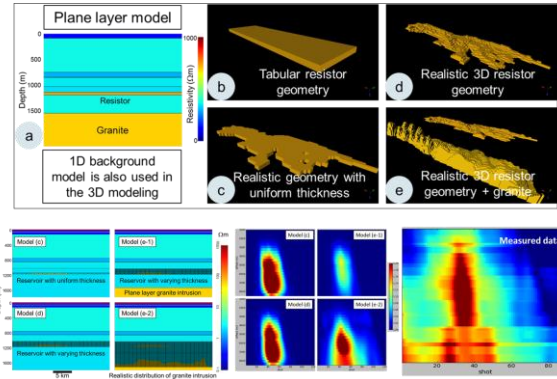 Plane layer model
0
500
1000
1500
Depth (m)
Resistor
Granite
a
1000
0
Resistivity (Ωm)
1D background
model is also used in
the 3D modeling
b
Tabular resistor
geometry
c
Realistic geometry with
uniform thickness
d
Realistic 3D resistor
geometry
e
Realistic 3D resistor
geometry + granite
Model (c)
Reservoir with uniform thickness
Model (e-1)
Reservoir with varying thickness
Plane layer granite intrusion
Model (d)
Reservoir with varying thickness
5 km
Model (e-2)
Realistic distribution of granite intrusion
Ωm
Model (c)
Model (e-1)
Model (d)
Model (e-2)
Measured data
20
40
60
80
shot